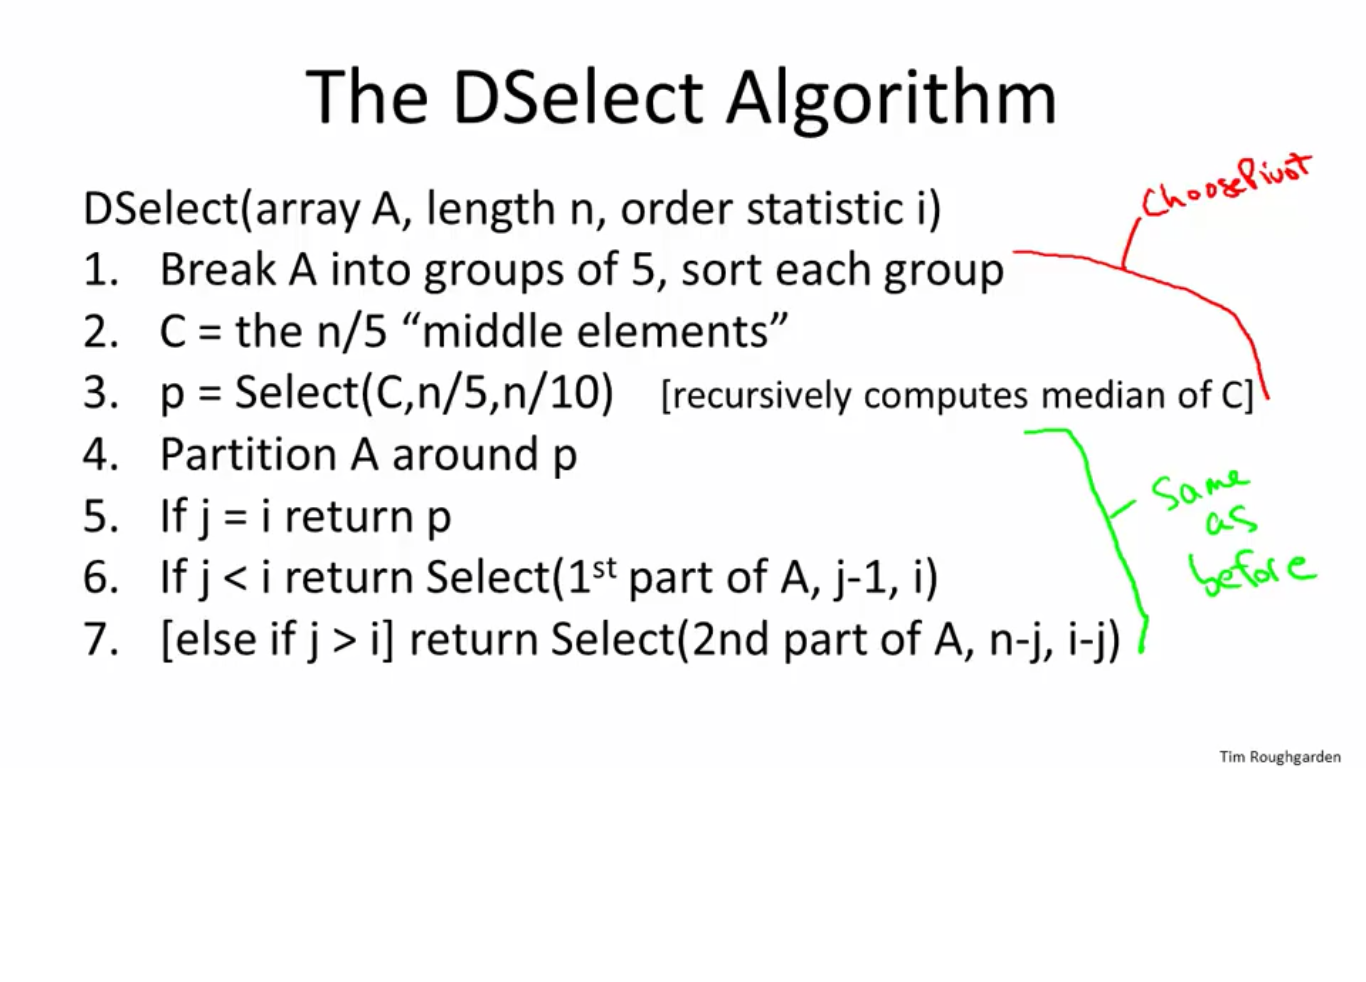 The DSelect Algorithm
ChoosePivot
DSelect(array A, length n, order statistic i)
1. Break A into groups of 5, sort each group
2. C = the n/5 “middle elements”
3. p = Select(C,n/5,n/10) [recursively computes median of C]
4. Partition A around p
5. If j = i return p
6. If j < i return Select(1st part of A, j-1, i)
7. [else if j > i] return Select(2nd part of A, n-j, i-j)
Same
as
before
Tim Roughgarden